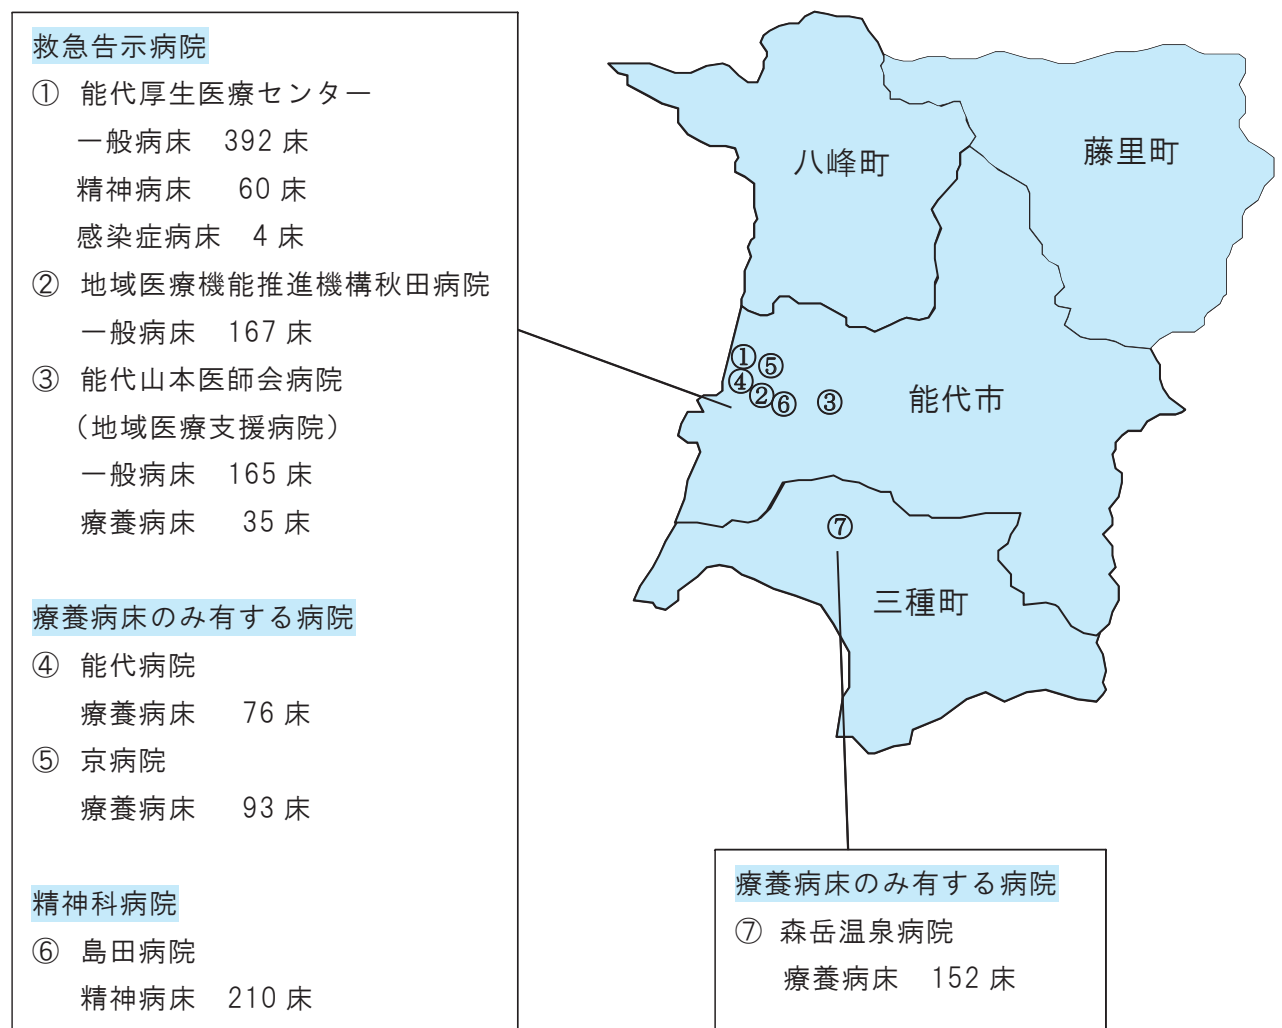 救急告示病院
① 能代厚生医療センター
一般病床 392 床
精神病床 60 床
感染症病床 4 床
② 地域医療機能推進機構秋田病院
一般病床 167 床
③ 能代山本医師会病院
（地域医療支援病院）
一般病床 165 床
療養病床 35 床
療養病床のみ有する病院
④ 能代病院
療養病床 76 床
⑤ 京病院
療養病床 93 床
精神科病院
⑥ 島田病院
精神病床 210 床
八峰町
藤里町
①
⑤
④
②
⑥
③
能代市
⑦
三種町
療養病床のみ有する病院
⑦ 森岳温泉病院
療養病床 152 床